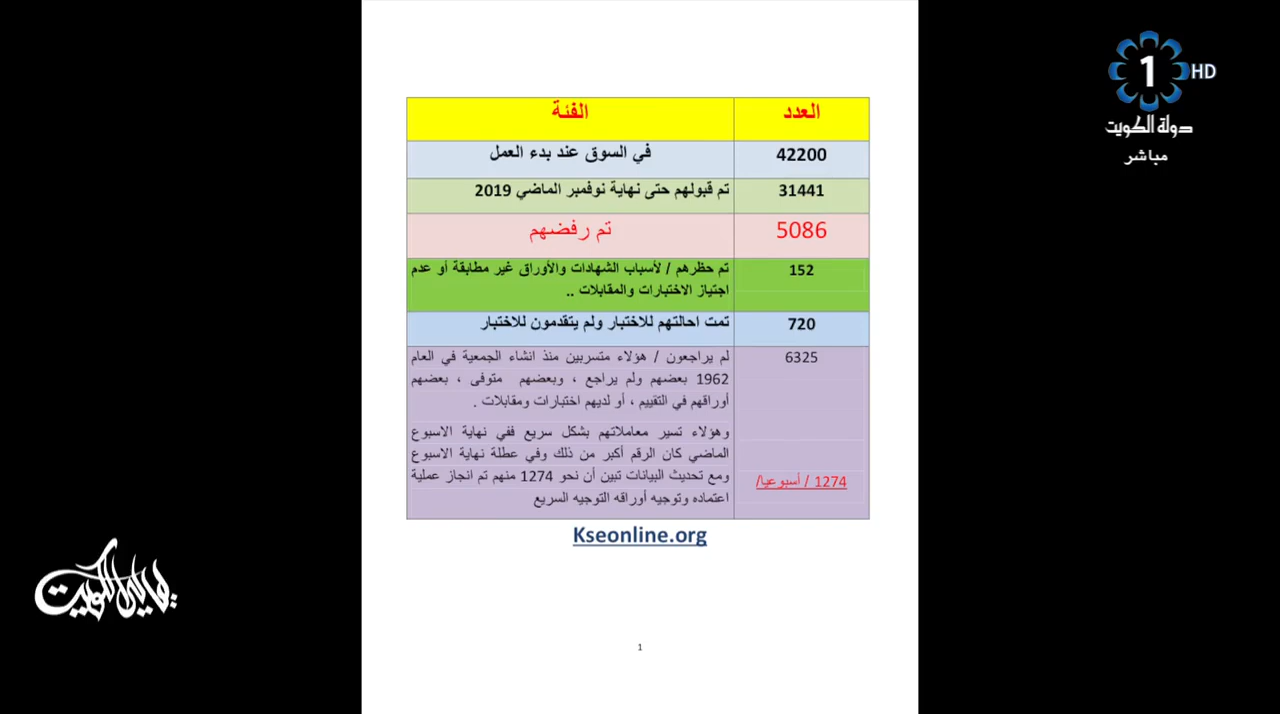 1 HD
دولة الكويت
مباشر
العدد الفئة
42200 في السوق عند بدء العمل
31441 تم قبولهم حتى نهاية نوفمبر الماضي 2019
5086 تم رفضهم
152 تم حظرهم / لأسباب الشهادات والأوراق غير مطابقة أو عدم
اجتياز الاختبارات والمقابلات ..
720 تمت احالتهم للاختبار ولم يتقدمون للاختبار
6325 لم يراجعون / هؤلاء متسربين منذ انشاء الجمعية في العام
1962 بعضهم ولم يراجع ، وبعضهم متوفى ، بعضهم
أوراقهم في التقييم ، أو لديهم اختبارات ومقابلات .
وهؤلاء تسير معاملاتهم بشكل سريع ففي نهاية الاسبوع
الماضي كان الرقم أكبر من ذلك وفي عطلة نهاية الاسبوع
1274 / أسبوعيا/ ومع تحديث البيانات تبين أن نحو 1274 منهم تم انجاز عملية
اعتماده وتوجيه أوراقه التوجيه السريع
Kseonline.org
1